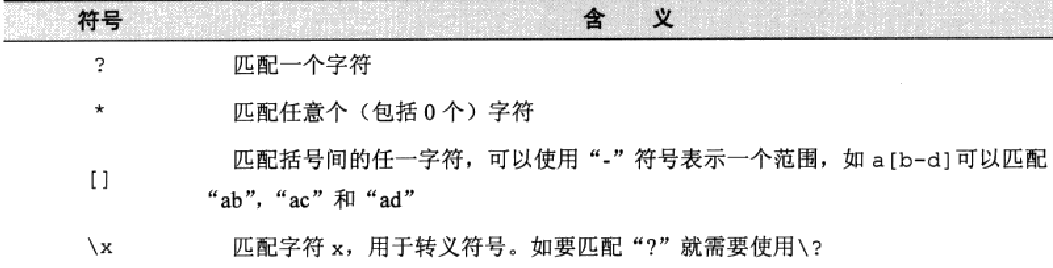 符号 含 义
? 匹配一个字符
* 匹配任意个（包括 0 个）字符
[] 匹配括号间的任一字符，可以使用“-”符号表示一个范围，如 a[b-d]可以匹配
“ab”，“ac”和“ad”
\x 匹配字符 x，用于转义符号。如要匹配“?”就需要使用\?